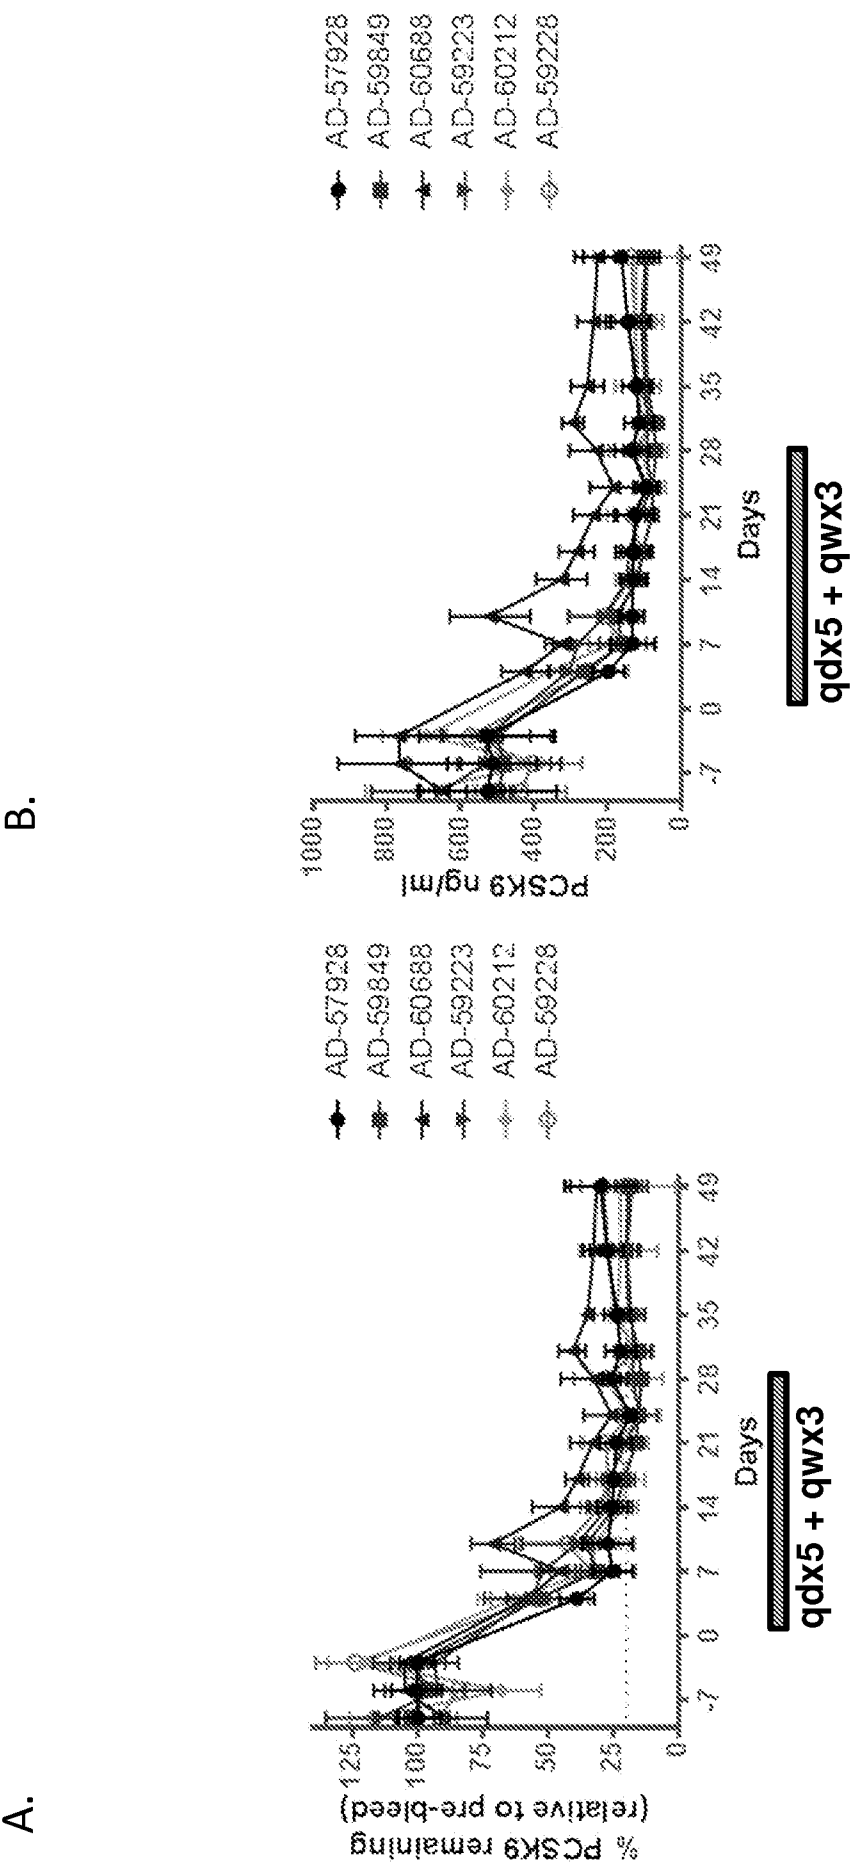 A.
% PCSK9 remaining
(relative to pre-bleed)
125
100
75
50
25
0
-7
0
7
14
21
28
35
42
49
Days
qdx5 + qwx3
AD-57928
AD-59849
AD-60688
AD-59223
AD-60212
AD-59228
B.
PCSK9 ng/ml
1000
800
600
400
200
0
-7
0
7
14
21
28
35
42
49
Days
qdx5 + qwx3
AD-57928
AD-59849
AD-60688
AD-59223
AD-60212
AD-59228